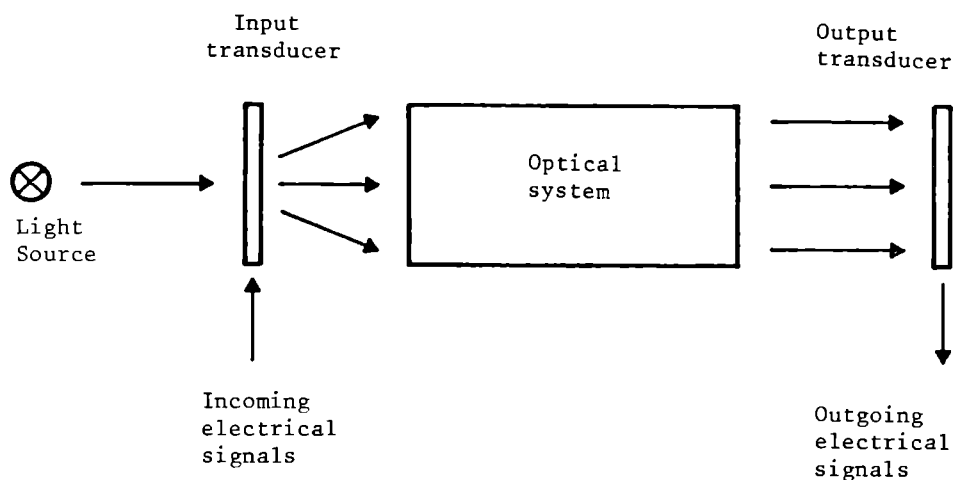 Input
transducer
Output
transducer
Optical
system
Light
Source
Incoming
electrical
signals
Outgoing
electrical
signals